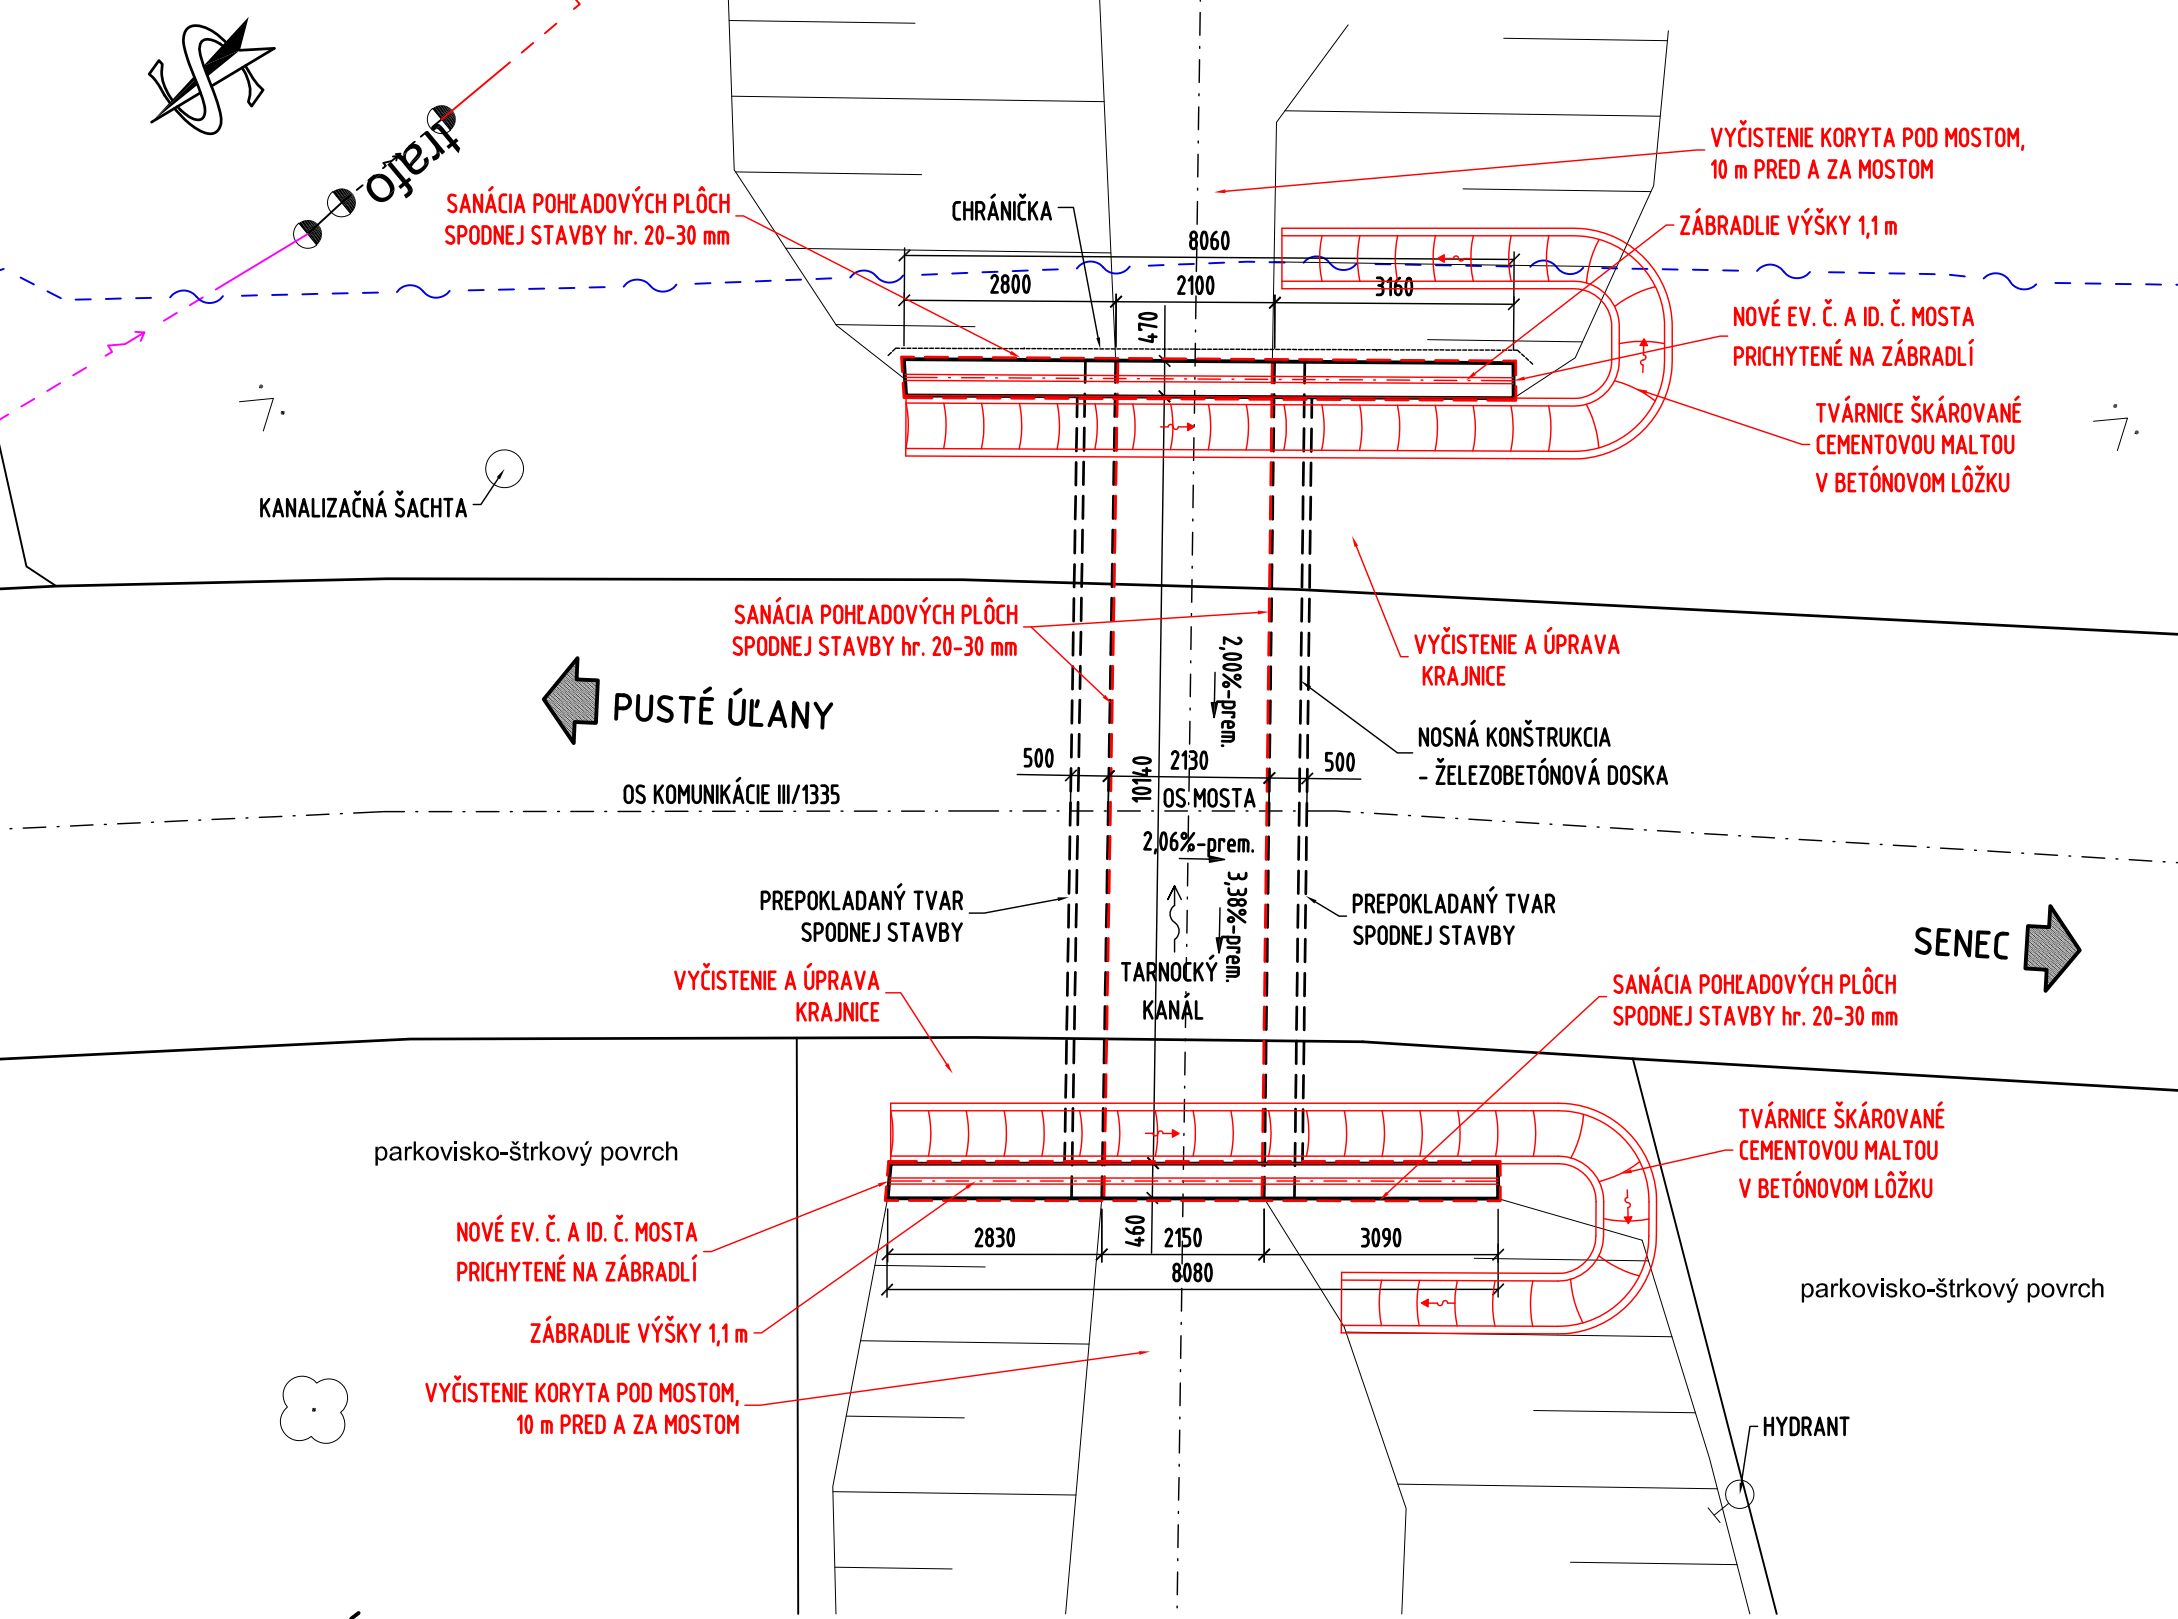 trafo
SANÁCIA POHĽADOVÝCH PLÔCH
SPODNEJ STAVBY hr. 20-30 mm
CHRÁNIČKA
VYČISTENIE KORYTA POD MOSTOM,
10 m PRED A ZA MOSTOM
ZÁBRADLIE VÝŠKY 1,1 m
8060
2800
2100
3160
470
NOVÉ EV. Č. A ID. Č. MOSTA
PRICHYTENÉ NA ZÁBRADLÍ
TVÁRNICE ŠKÁROVANÉ
CEMENTOVOU MALTOU
V BETÓNOVOM LÔŽKU
KANALIZAČNÁ ŠACHTA
SANÁCIA POHĽADOVÝCH PLÔCH
SPODNEJ STAVBY hr. 20-30 mm
2,00%-prem.
VYČISTENIE A ÚPRAVA
KRAJNICE
PUSTÉ ÚĽANY
NOSNÁ KONŠTRUKCIA
- ŽELEZOBETÓNOVÁ DOSKA
500
10140
2130
500
OS KOMUNIKÁCIE III/1335
OS MOSTA
2,06%-prem.
3,38%-prem.
PREPOKLADANÝ TVAR
SPODNEJ STAVBY
PREPOKLADANÝ TVAR
SPODNEJ STAVBY
SENEC
TARNOCKÝ
KANÁL
VYČISTENIE A ÚPRAVA
KRAJNICE
SANÁCIA POHĽADOVÝCH PLÔCH
SPODNEJ STAVBY hr. 20-30 mm
parkovisko-štrkový povrch
TVÁRNICE ŠKÁROVANÉ
CEMENTOVOU MALTOU
V BETÓNOVOM LÔŽKU
NOVÉ EV. Č. A ID. Č. MOSTA
PRICHYTENÉ NA ZÁBRADLÍ
2830
460
2150
3090
8080
parkovisko-štrkový povrch
ZÁBRADLIE VÝŠKY 1,1 m
VYČISTENIE KORYTA POD MOSTOM,
10 m PRED A ZA MOSTOM
HYDRANT